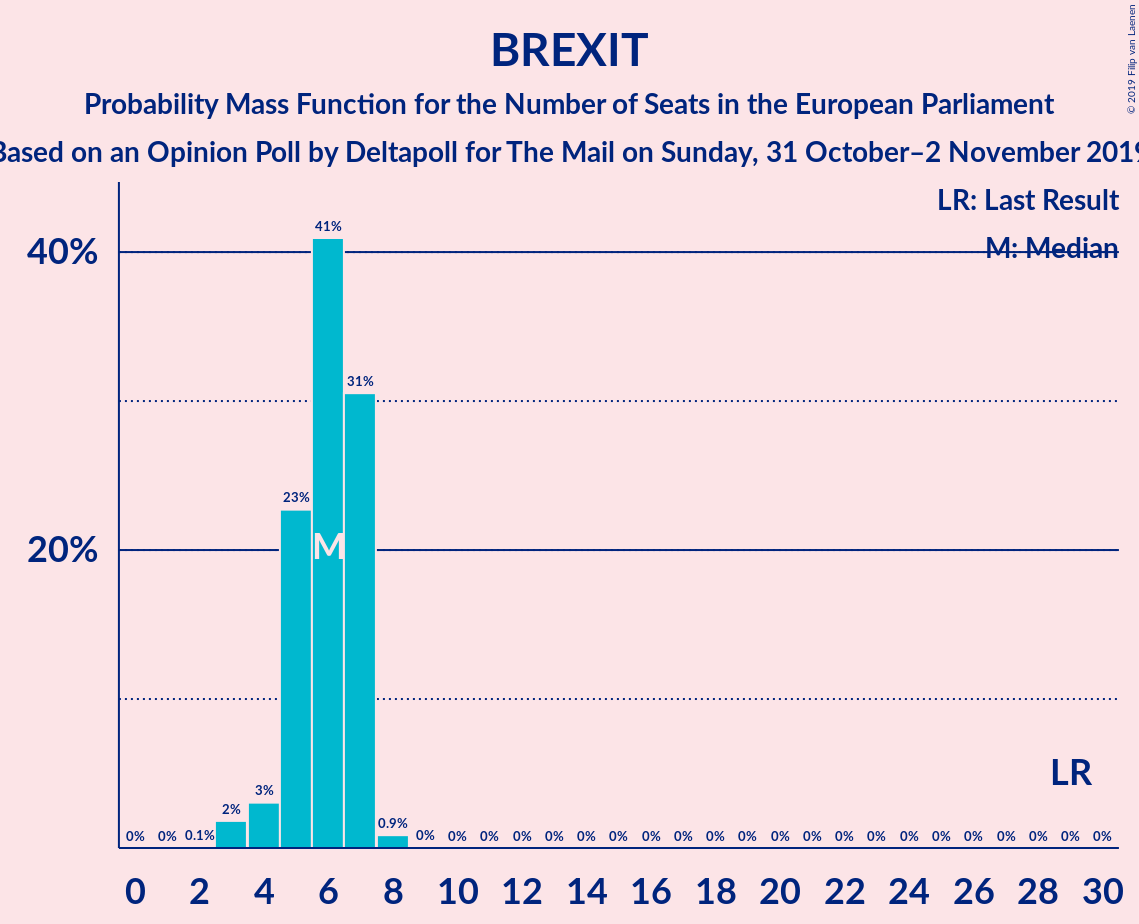 BREXIT
Probability Mass Function for the Number of Seats in the European Parliament
Based on an Opinion Poll by Deltapoll for The Mail on Sunday, 31 October–2 November 2019
© 2019 Filip van Laenen
LR: Last Result
M: Median
40%
20%
41%
31%
23%
M
3%
2%
0.9%
LR
0% 0% 0.1% 0% 0% 0% 0% 0% 0% 0% 0% 0% 0% 0% 0% 0% 0% 0% 0% 0% 0% 0% 0% 0% 0%
0 2 4 6 8 10 12 14 16 18 20 22 24 26 28 30